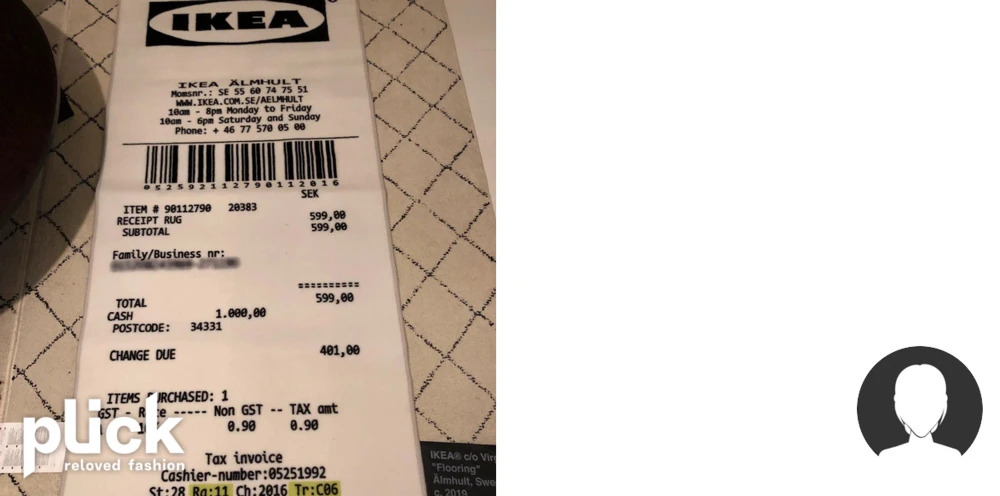 IKEA
IKEA ÄLMHULT
Momsnr.: SE 55 60 74 75 51
WWW.IKEA.COM.SE/AELMHULT
10am - 8pm Monday to Friday
10am - 6pm Saturday and Sunday
Phone: + 46 77 570 05 00
05259211279011 2016
SEK
ITEM # 90112790 20383
RECEIPT RUG 599,00
SUBTOTAL 599,00
Family/Business nr:
==========
TOTAL 599,00
CASH 1.000,00
POSTCODE: 34331
CHANGE DUE 401,00
ITEMS PURCHASED: 1
GST - Rate ----- Non GST -- TAX amt
0.90 0.90
Tax invoice
Cashier-number:05251992
St:28 Rg:11 Ch:2016 Tr:C06
plick
reloved fashion
IKEA® c/o
"Flooring"
Älmhult,
c. 2019